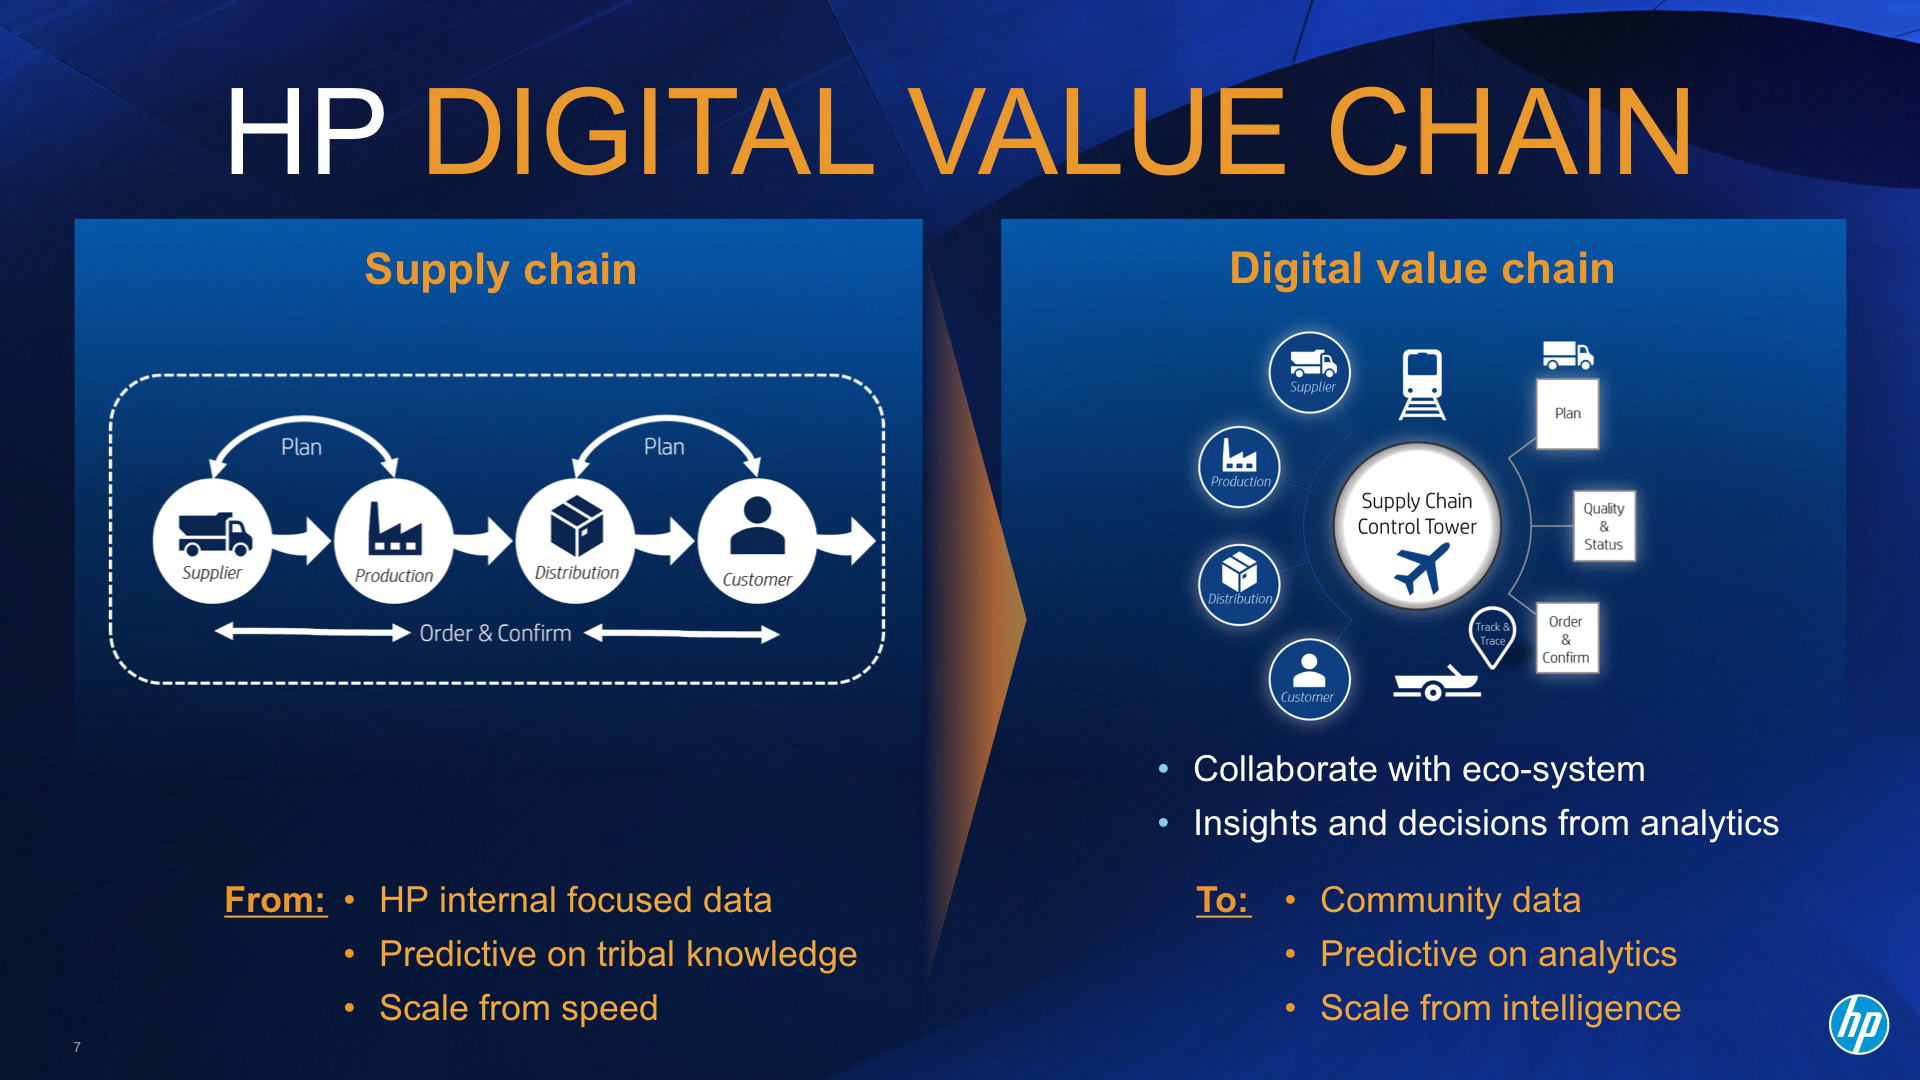 HP DIGITAL VALUE CHAIN
Supply chain
Plan
Plan
Supplier
Production
Distribution
Customer
Order & Confirm
From:
• HP internal focused data
• Predictive on tribal knowledge
• Scale from speed
Digital value chain
Supplier
Production
Distribution
Customer
Supply Chain
Control Tower
Plan
Quality
&
Status
Order
&
Confirm
Track &
Trace
• Collaborate with eco-system
• Insights and decisions from analytics
To:
• Community data
• Predictive on analytics
• Scale from intelligence
7
hp